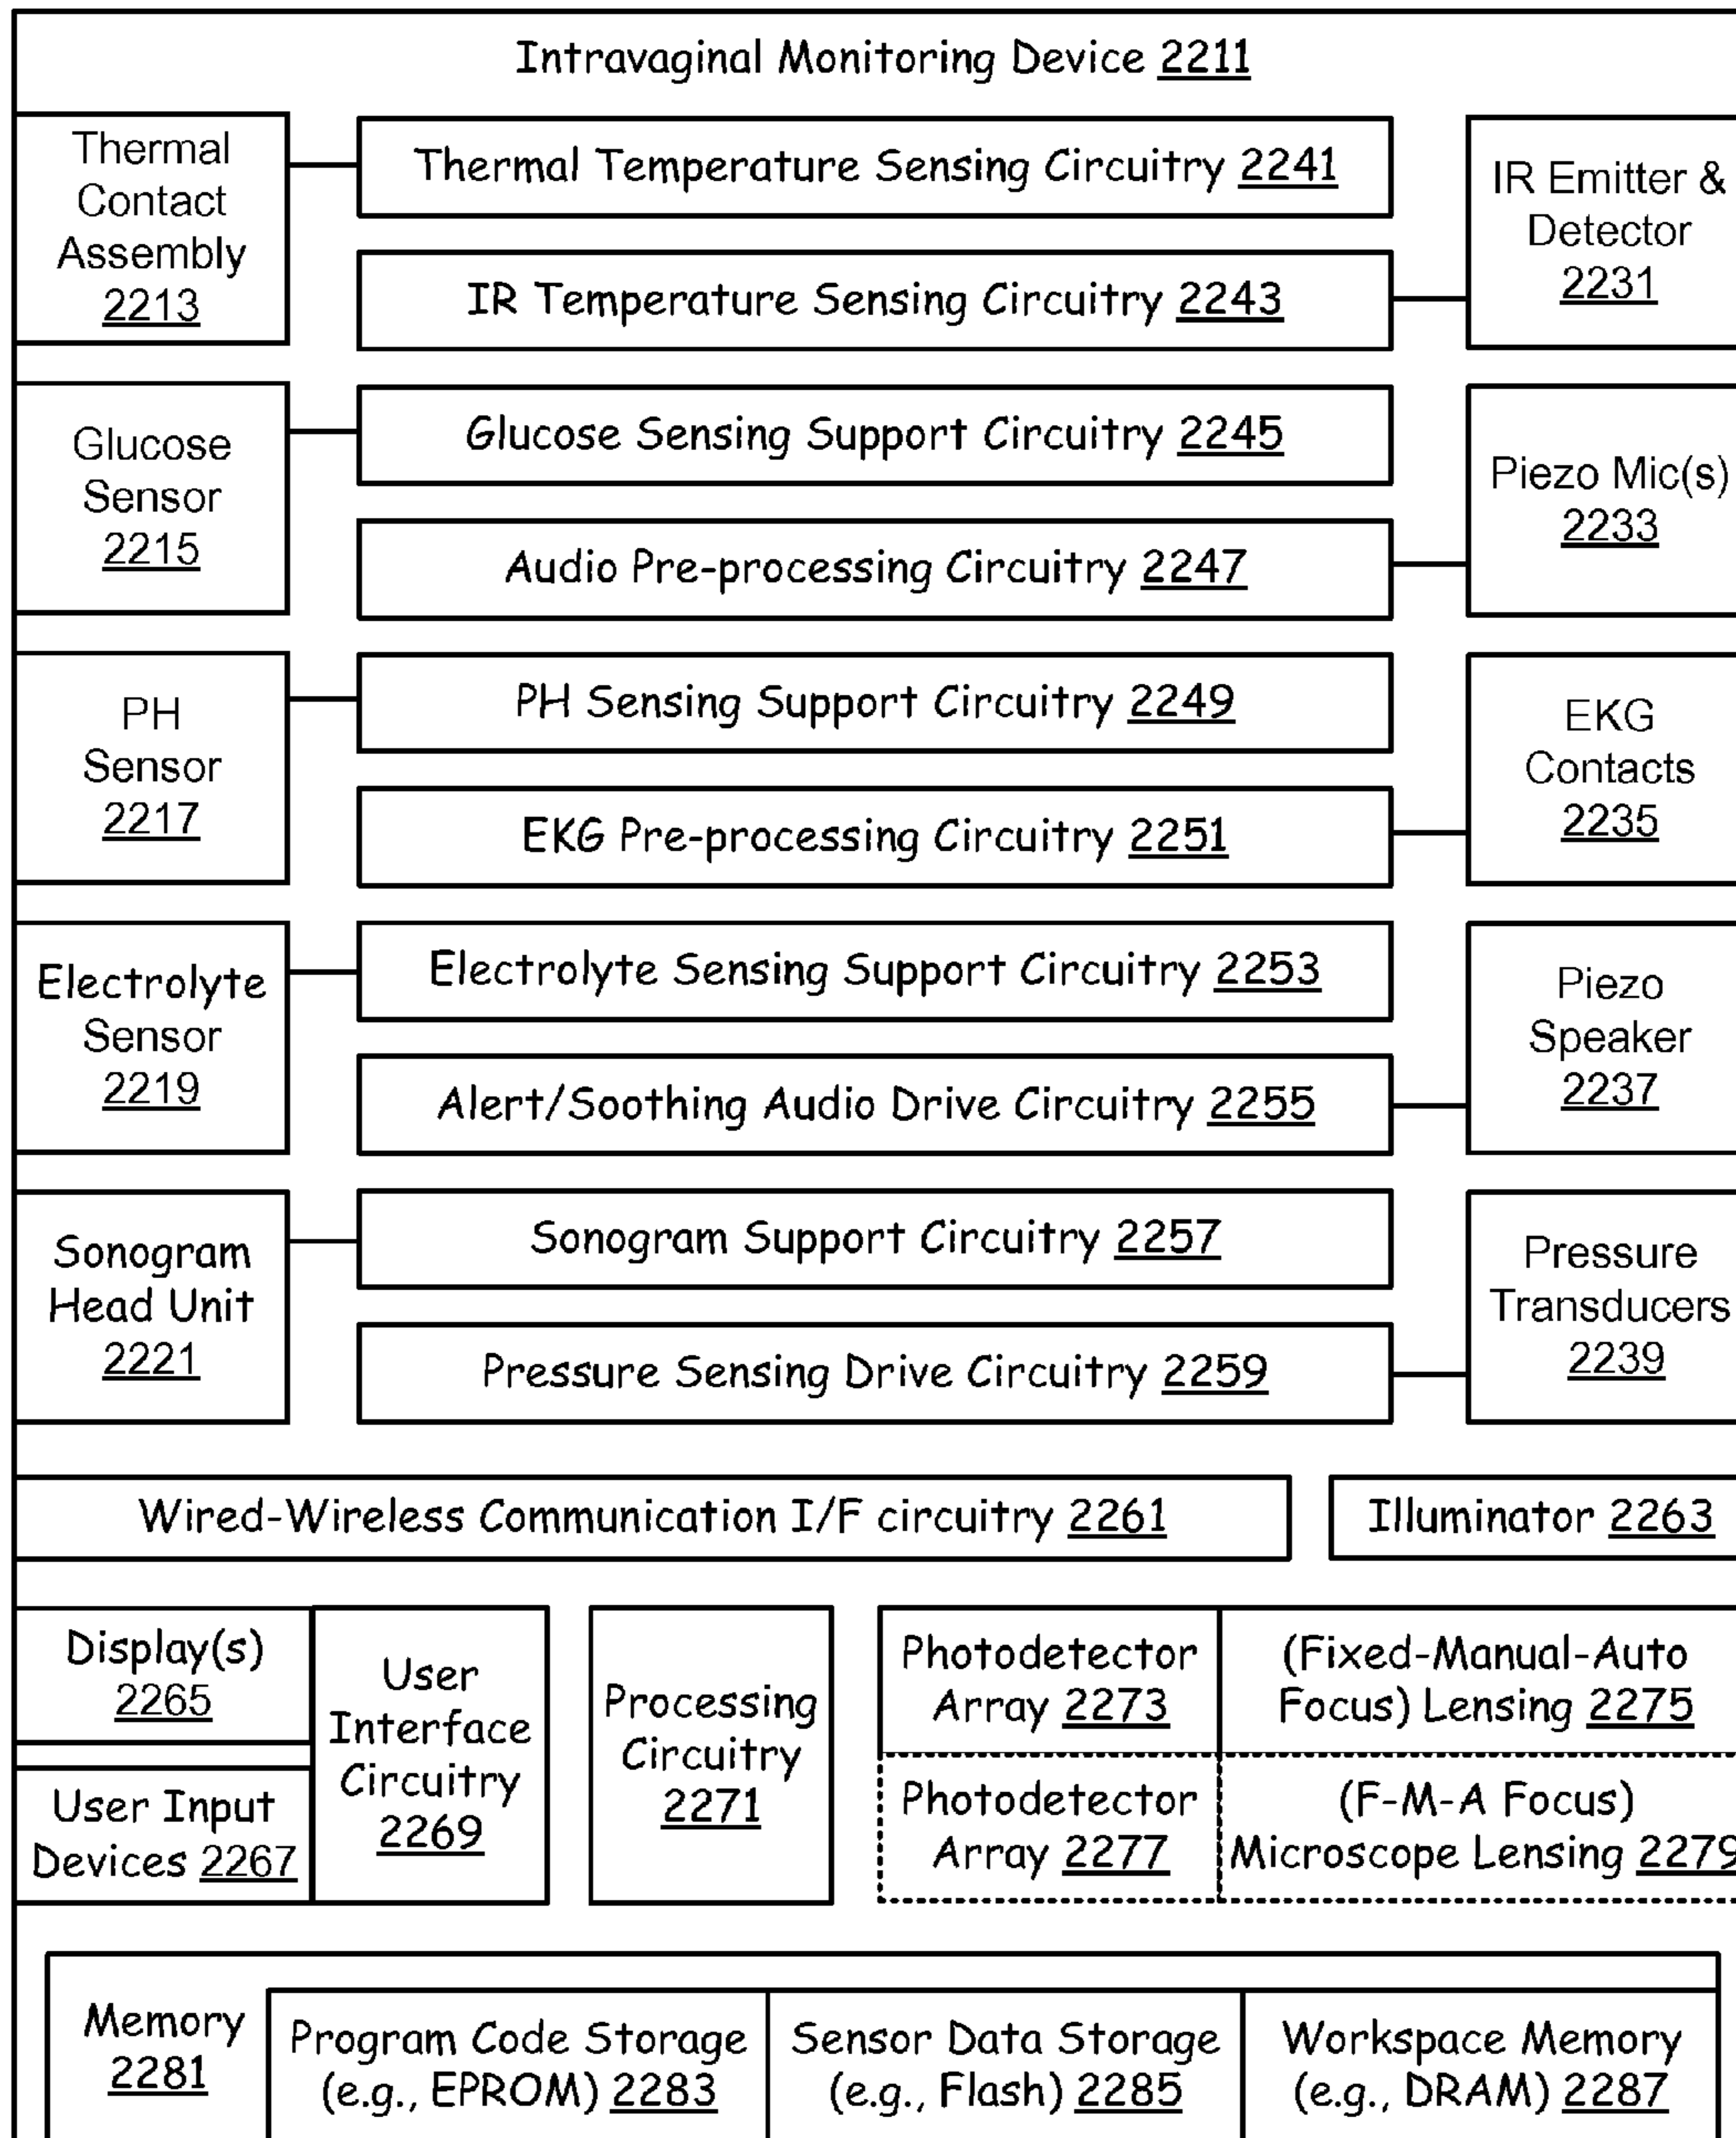 Intravaginal Monitoring Device 2211
Thermal
Contact
Assembly
2213
Thermal Temperature Sensing Circuitry 2241
IR Temperature Sensing Circuitry 2243
IR Emitter &
Detector
2231
Glucose
Sensor
2215
Glucose Sensing Support Circuitry 2245
Audio Pre-processing Circuitry 2247
Piezo Mic(s)
2233
PH
Sensor
2217
PH Sensing Support Circuitry 2249
EKG Pre-processing Circuitry 2251
EKG
Contacts
2235
Electrolyte
Sensor
2219
Electrolyte Sensing Support Circuitry 2253
Alert/Soothing Audio Drive Circuitry 2255
Piezo
Speaker
2237
Sonogram
Head Unit
2221
Sonogram Support Circuitry 2257
Pressure Sensing Drive Circuitry 2259
Pressure
Transducers
2239
Wired-Wireless Communication I/F circuitry 2261
Illuminator 2263
Display(s)
2265
User Input
Devices 2267
User
Interface
Circuitry
2269
Processing
Circuitry
2271
Photodetector
Array 2273
(Fixed-Manual-Auto
Focus) Lensing 2275
Photodetector
Array 2277
(F-M-A Focus)
Microscope Lensing 2279
Memory
2281
Program Code Storage
(e.g., EPROM) 2283
Sensor Data Storage
(e.g., Flash) 2285
Workspace Memory
(e.g., DRAM) 2287